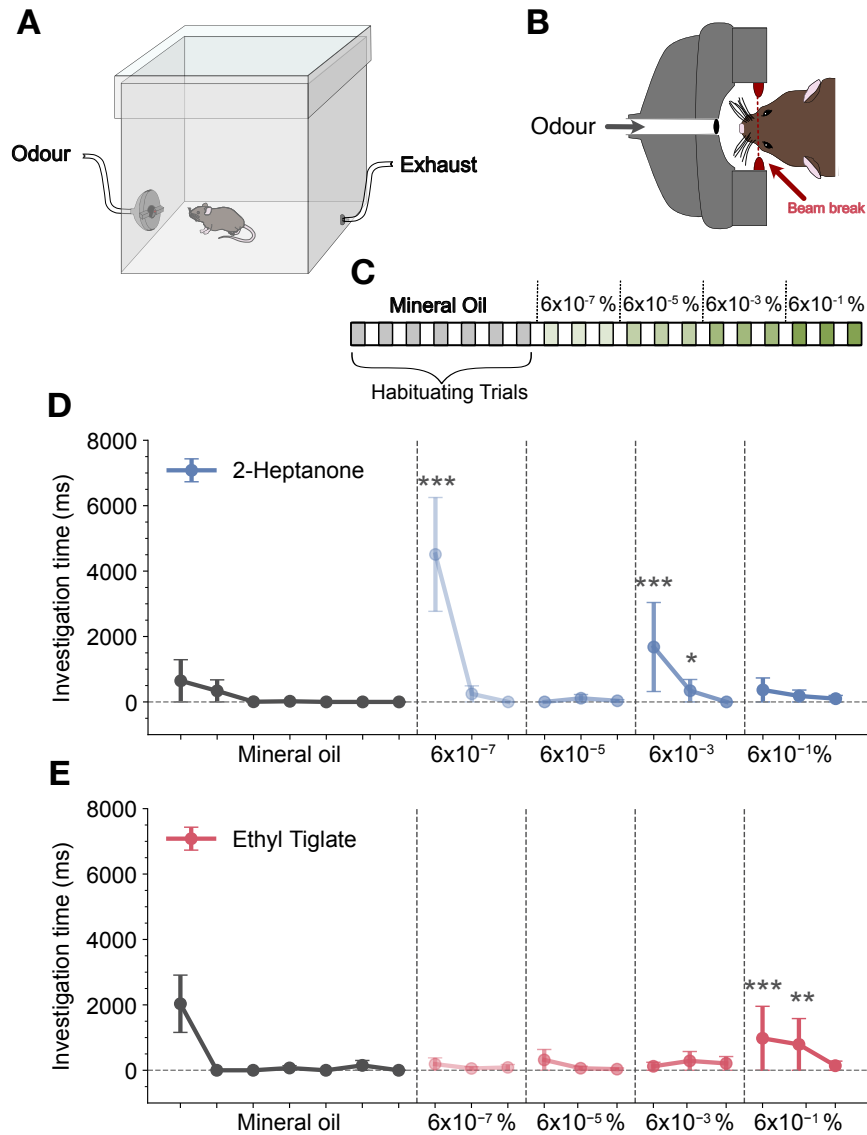 A
B
Odour
Exhaust
Odour
Beam break
C
Mineral Oil 6x10⁻⁷ % 6x10⁻⁵ % 6x10⁻³ % 6x10⁻¹ %
Habituating Trials
D
8000
6000
4000
2000
0
Investigation time (ms)
2-Heptanone
***
***
*
Mineral oil 6x10⁻⁷ 6x10⁻⁵ 6x10⁻³ 6x10⁻¹%
E
8000
6000
4000
2000
0
Investigation time (ms)
Ethyl Tiglate
***
**
Mineral oil 6x10⁻⁷ % 6x10⁻⁵ % 6x10⁻³ % 6x10⁻¹ %